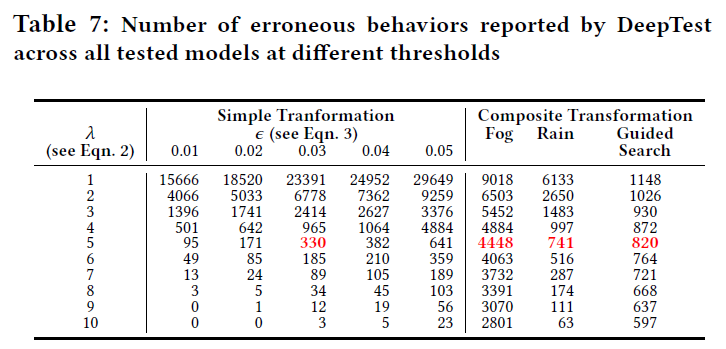 Table 7: Number of erroneous behaviors reported by DeepTest
across all tested models at different thresholds
Simple Tranformation Composite Transformation
λ ϵ (see Eqn. 3) Fog Rain Guided
(see Eqn. 2) 0.01 0.02 0.03 0.04 0.05 Search
1 15666 18520 23391 24952 29649 9018 6133 1148
2 4066 5033 6778 7362 9259 6503 2650 1026
3 1396 1741 2414 2627 3376 5452 1483 930
4 501 642 965 1064 4884 4884 997 872
5 95 171 330 382 641 4448 741 820
6 49 85 185 210 359 4063 516 764
7 13 24 89 105 189 3732 287 721
8 3 5 34 45 103 3391 174 668
9 0 1 12 19 56 3070 111 637
10 0 0 3 5 23 2801 63 597